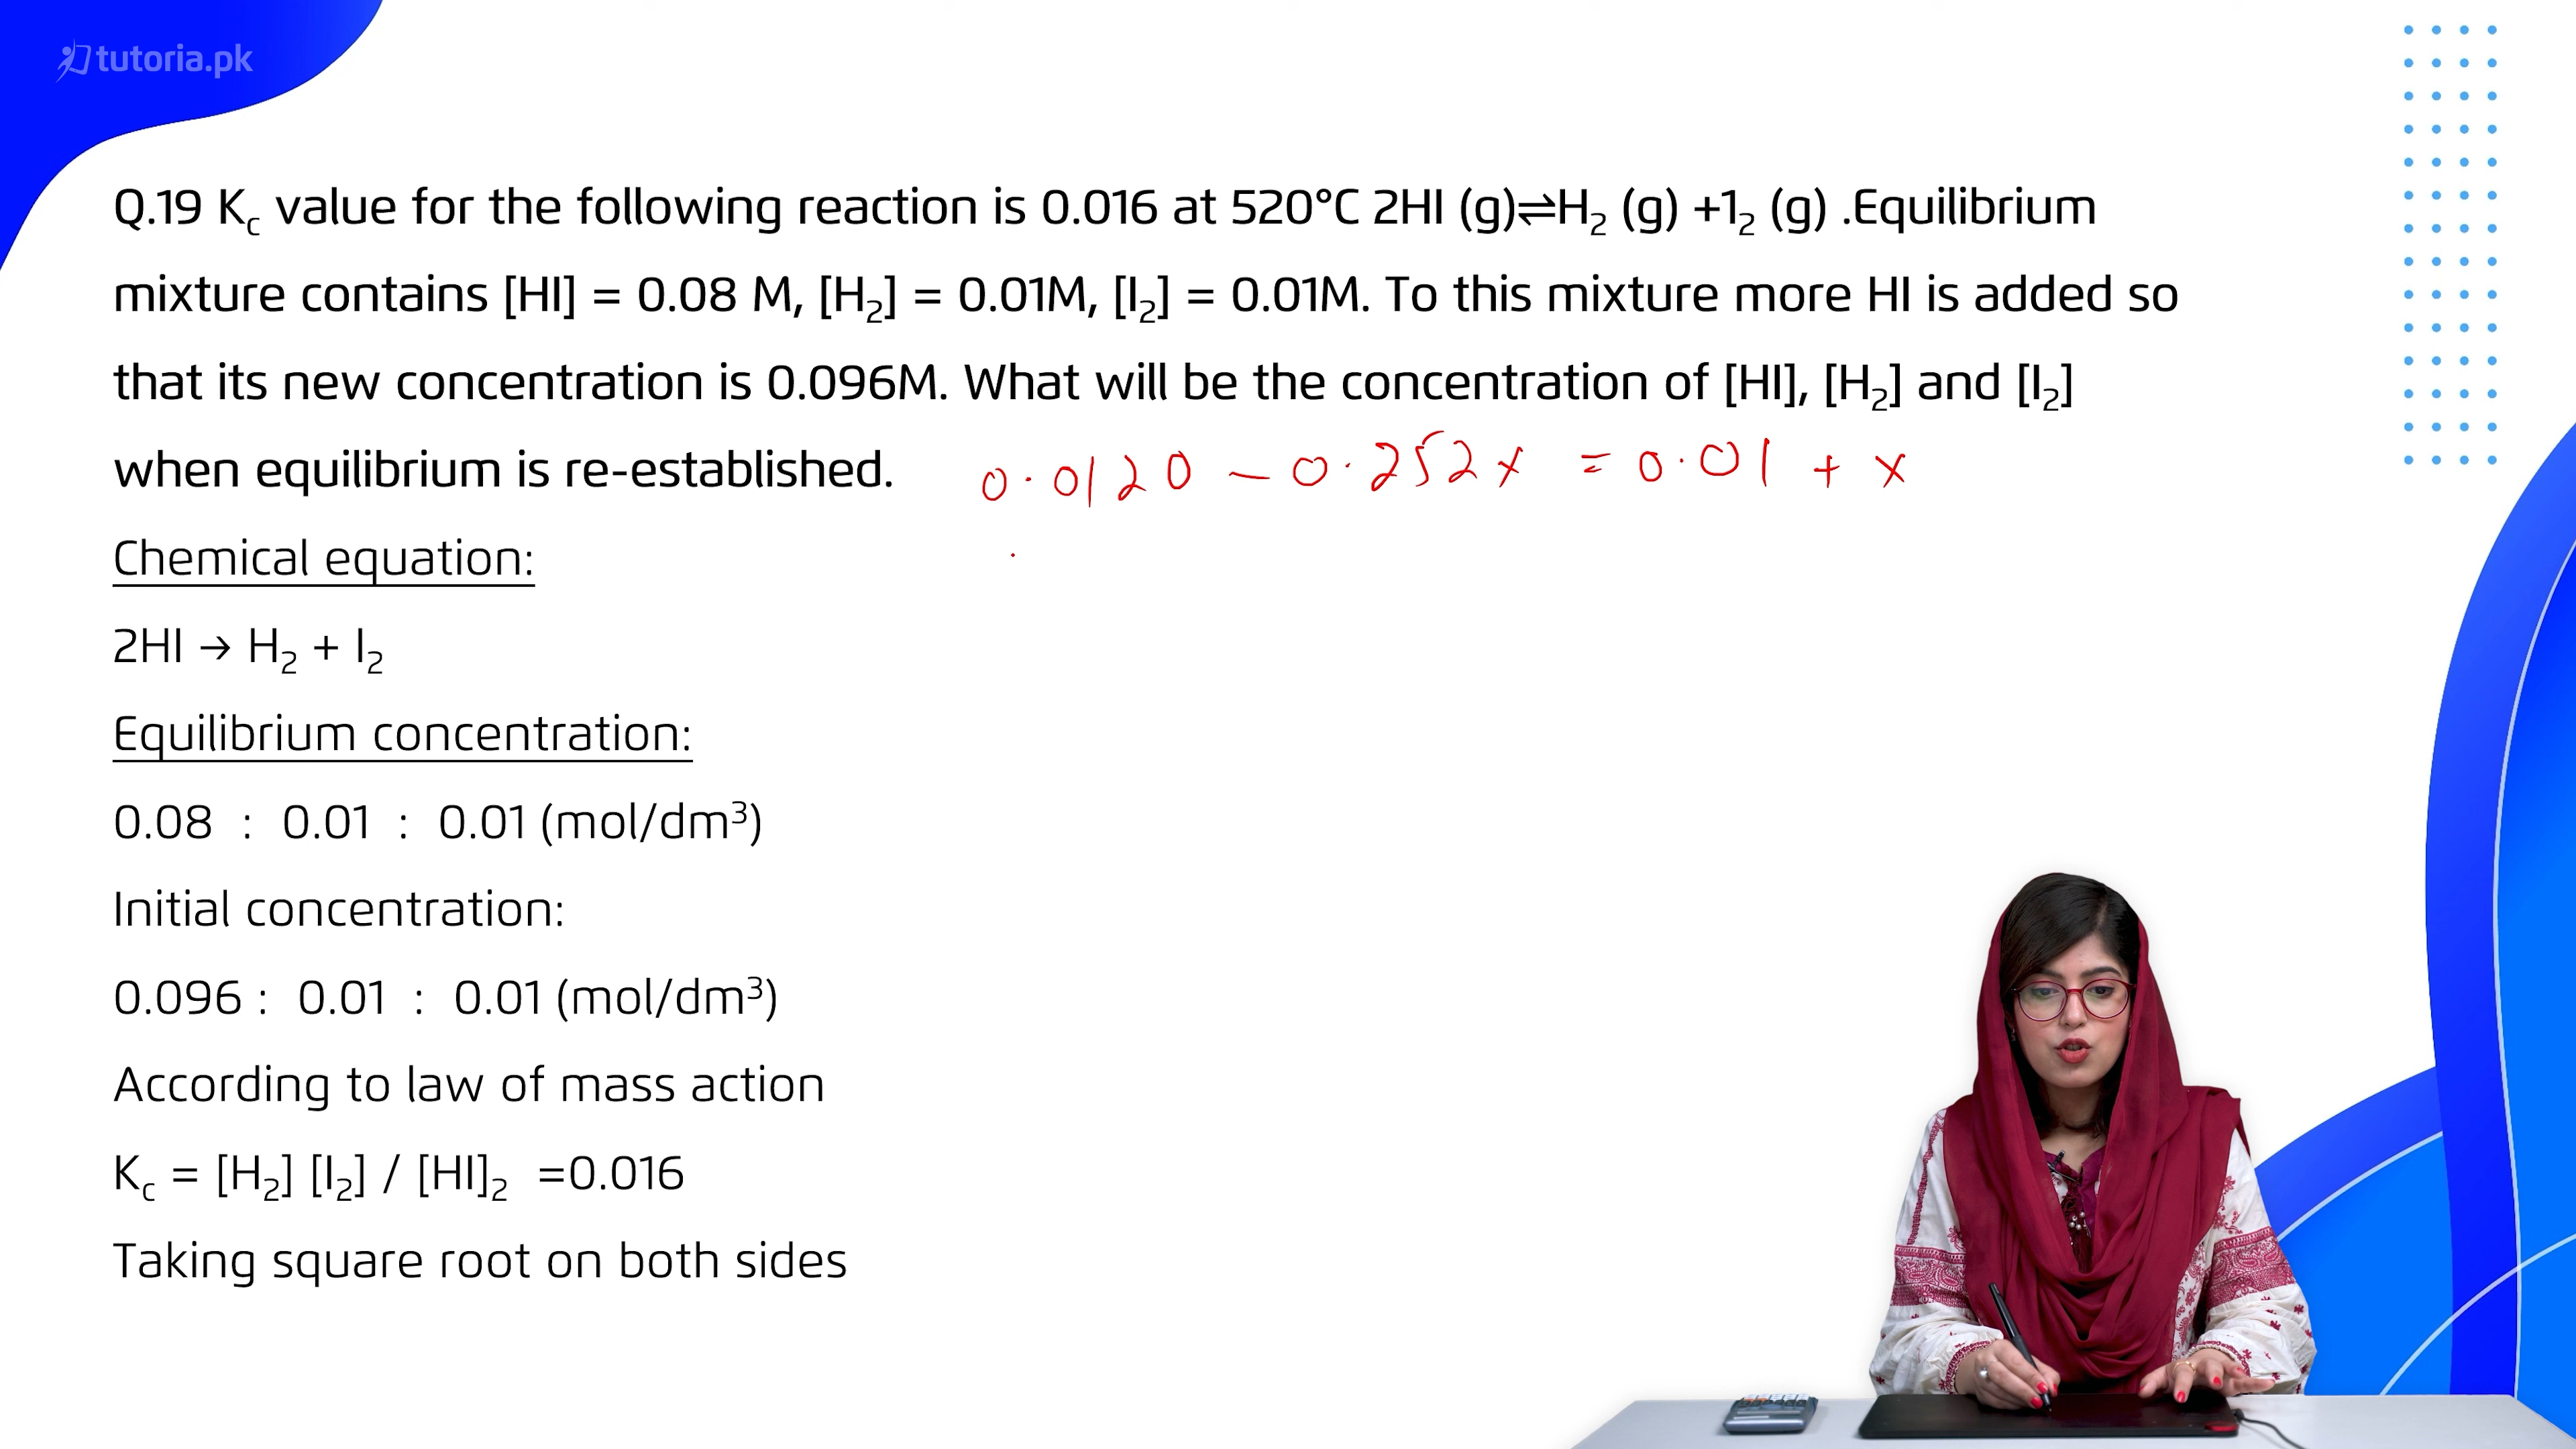 tutoria.pk
Q.19 K꜀ value for the following reaction is 0.016 at 520°C 2HI (g)⇌H₂ (g) +1₂ (g) .Equilibrium
mixture contains [HI] = 0.08 M, [H₂] = 0.01M, [I₂] = 0.01M. To this mixture more HI is added so
that its new concentration is 0.096M. What will be the concentration of [HI], [H₂] and [I₂]
when equilibrium is re-established.
0.0120 - 0.252x = 0.01 + x
Chemical equation:
2HI → H₂ + I₂
Equilibrium concentration:
0.08 : 0.01 : 0.01 (mol/dm³)
Initial concentration:
0.096 : 0.01 : 0.01 (mol/dm³)
According to law of mass action
K꜀ = [H₂] [I₂] / [HI]₂ =0.016
Taking square root on both sides